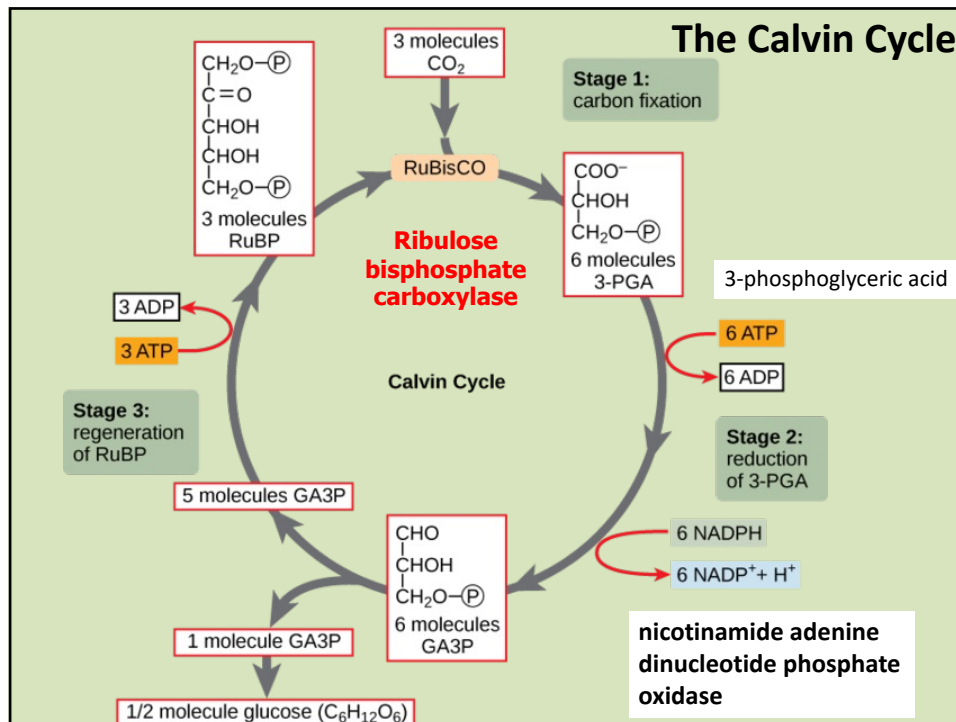 The Calvin Cycle
3 molecules
CO₂
Stage 1:
carbon fixation
CH₂O–Ⓟ
C=O
CHOH
CHOH
CH₂O–Ⓟ
3 molecules
RuBP
RuBisCO
COO⁻
CHOH
CH₂O–Ⓟ
6 molecules
3-PGA
Ribulose
bisphosphate
carboxylase
3-phosphoglyceric acid
3 ADP
3 ATP
6 ATP
6 ADP
Calvin Cycle
Stage 3:
regeneration
of RuBP
Stage 2:
reduction
of 3-PGA
5 molecules GA3P
CHO
CHOH
CH₂O–Ⓟ
6 molecules
GA3P
6 NADPH
6 NADP⁺+ H⁺
1 molecule GA3P
nicotinamide adenine
dinucleotide phosphate
oxidase
1/2 molecule glucose (C₆H₁₂O₆)